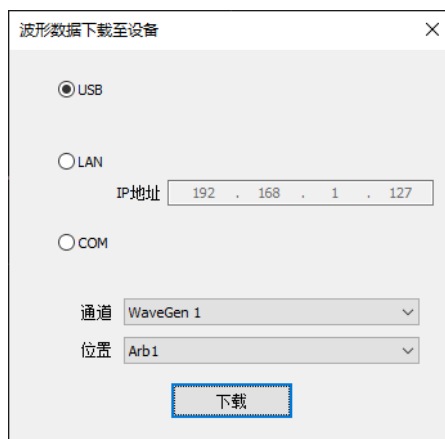 波形数据下载至设备
USB
LAN
IP地址 192 . 168 . 1 . 127
COM
通道 WaveGen 1
位置 Arb1
下载